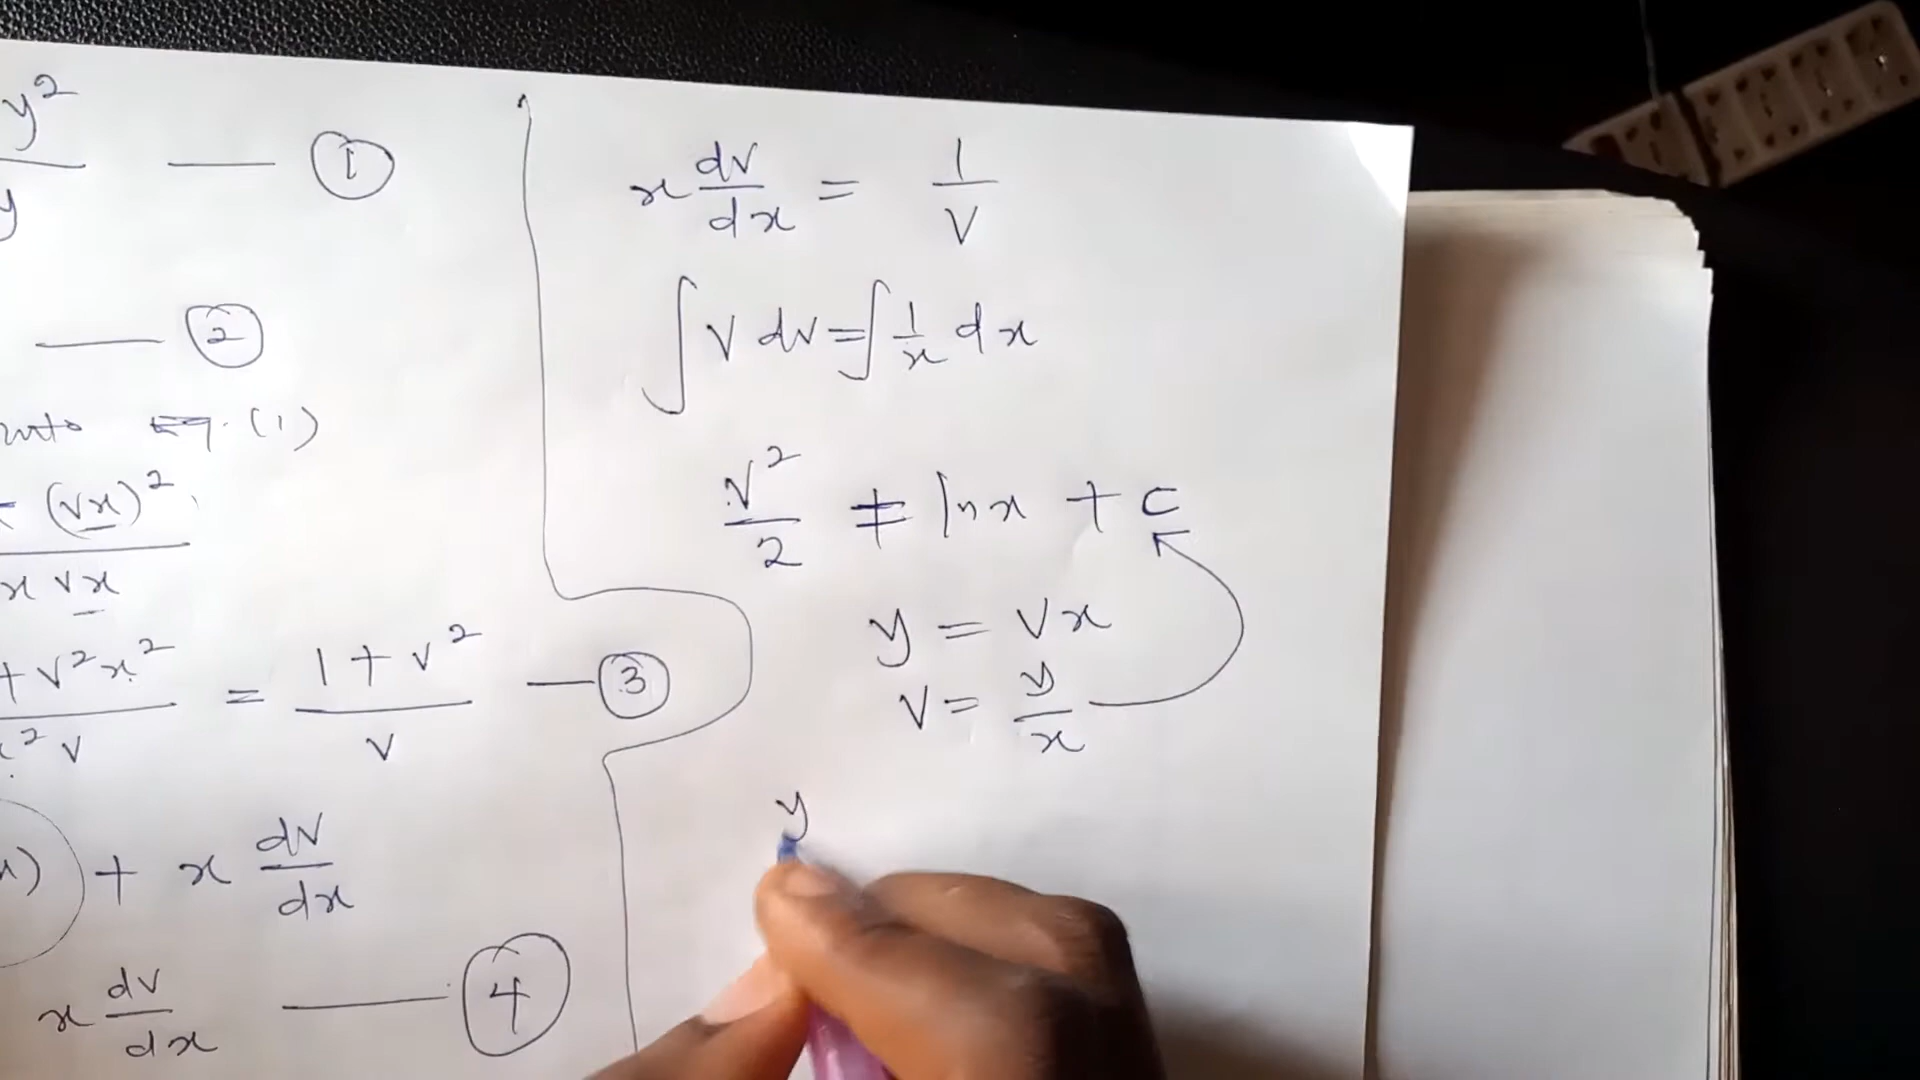 y²
y
—— ①
—— ②
into Eq. (1)
(vx)²
x vx
+ v²x² / x² v = 1 + v² / v —— ③
x) + x dv/dx
x dv/dx —— ④
x dv/dx = 1/v
∫ v dv = ∫ 1/x dx
v²/2 = ln x + c
y = vx
v = y/x
y